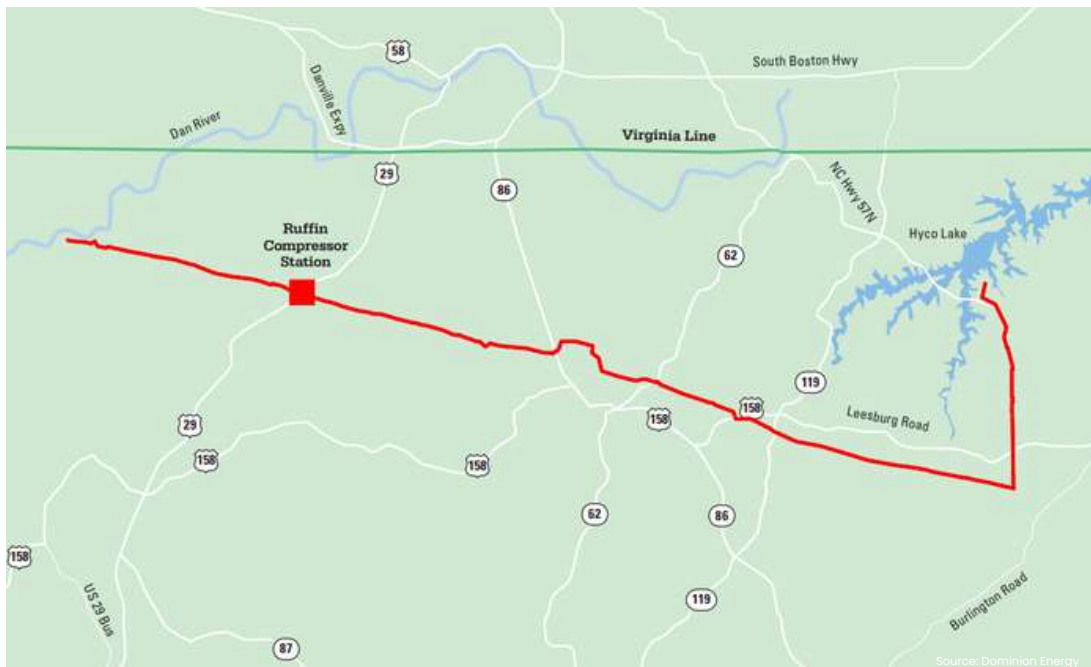 58
South Boston Hwy
Danville Expy
Dan River
Virginia Line
29
86
NC Hwy 57N
Ruffin
Compressor
Station
Hyco Lake
62
119
158
158
Leesburg Road
29
158
158
62
86
158
US 29 Bus
119
Burlington Road
87
Source: Dominion Energy